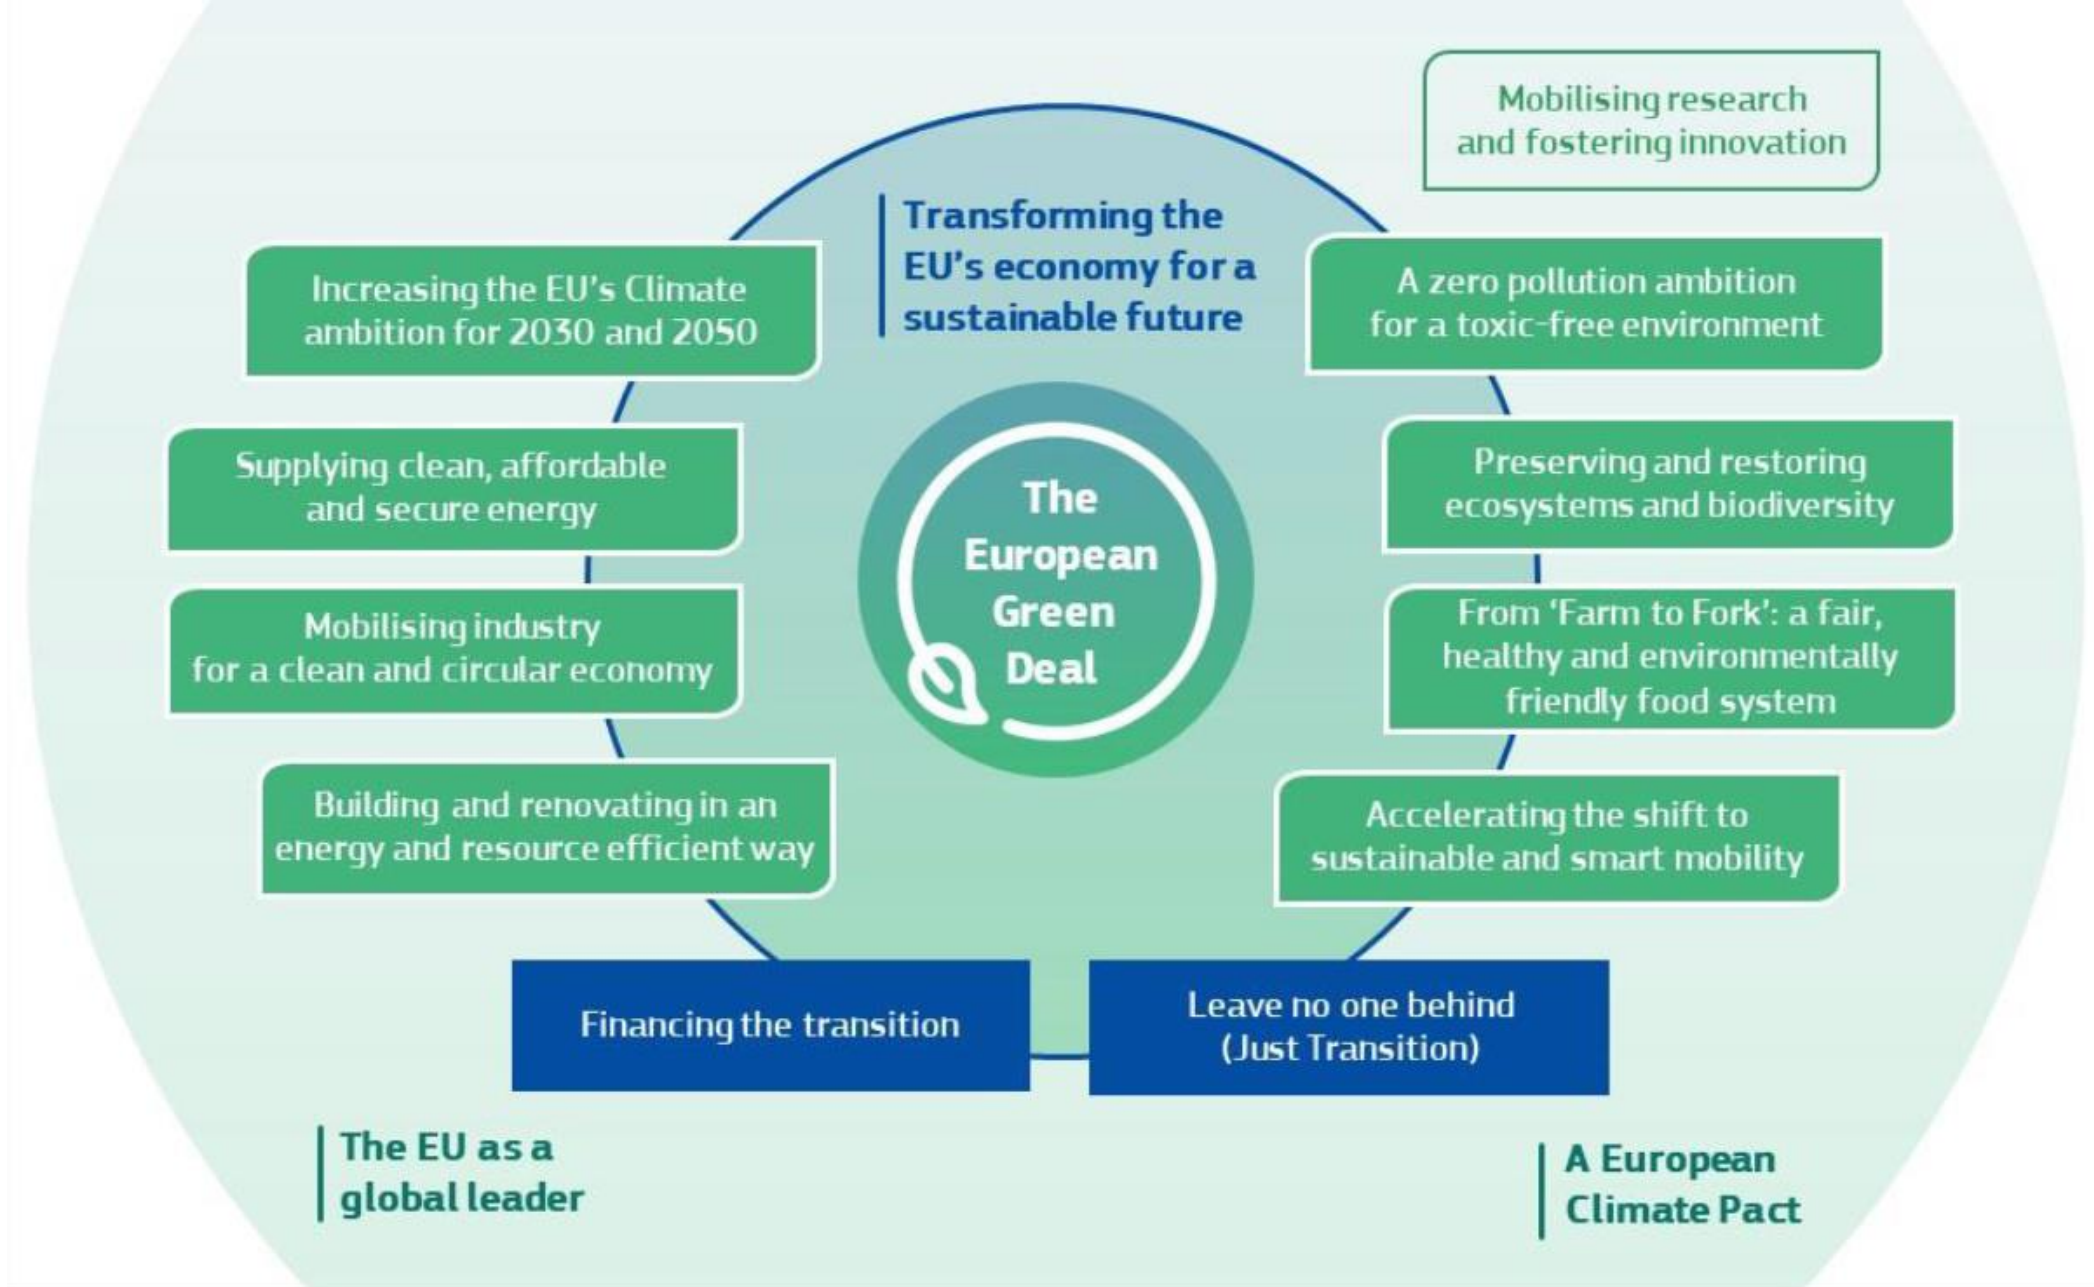 Mobilising research
and fostering innovation
Transforming the
EU's economy for a
sustainable future
Increasing the EU's Climate
ambition for 2030 and 2050
A zero pollution ambition
for a toxic-free environment
Supplying clean, affordable
and secure energy
Preserving and restoring
ecosystems and biodiversity
The
European
Green
Deal
Mobilising industry
for a clean and circular economy
From ‘Farm to Fork’: a fair,
healthy and environmentally
friendly food system
Building and renovating in an
energy and resource efficient way
Accelerating the shift to
sustainable and smart mobility
Financing the transition
Leave no one behind
(Just Transition)
The EU as a
global leader
A European
Climate Pact